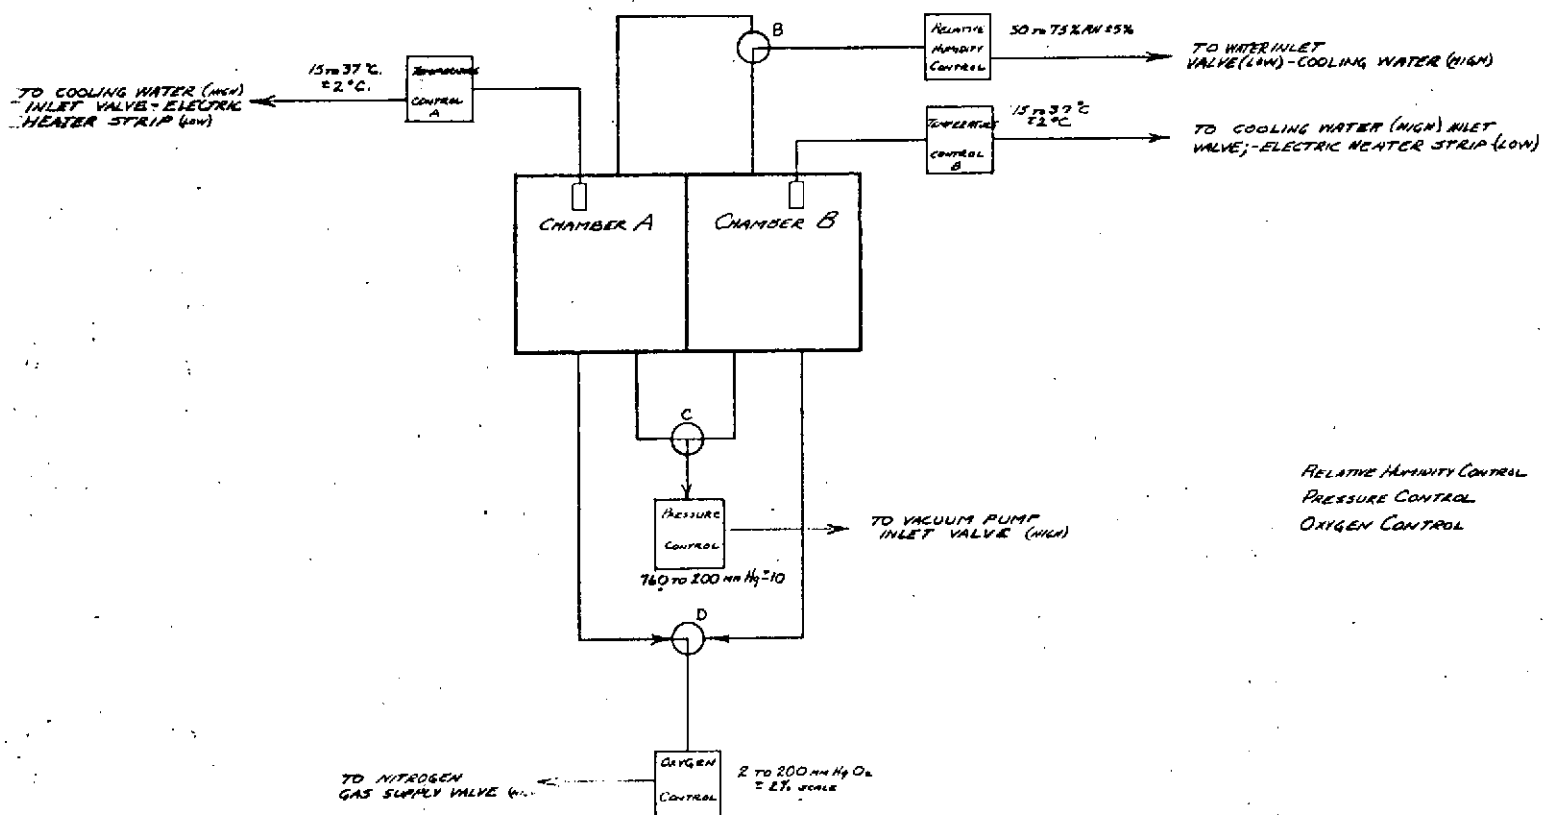 B
RELATIVE
HUMIDITY
CONTROL
50 TO 75% RH ±5%
TO WATER INLET
VALVE (LOW) - COOLING WATER (HIGH)
15 TO 37 °C.
±2 °C.
TEMPERATURE
CONTROL
A
TO COOLING WATER (HIGH)
INLET VALVE - ELECTRIC
HEATER STRIP (LOW)
TEMPERATURE
CONTROL
B
15 TO 37 °C
±2 °C
TO COOLING WATER (HIGH) INLET
VALVE; - ELECTRIC HEATER STRIP (LOW)
CHAMBER A
CHAMBER B
C
PRESSURE
CONTROL
760 TO 200 MM Hg ±10
TO VACUUM PUMP
INLET VALVE (HIGH)
RELATIVE HUMIDITY CONTROL
PRESSURE CONTROL
OXYGEN CONTROL
D
OXYGEN
CONTROL
2 TO 200 MM Hg O2
± 2% SCALE
TO NITROGEN
GAS SUPPLY VALVE